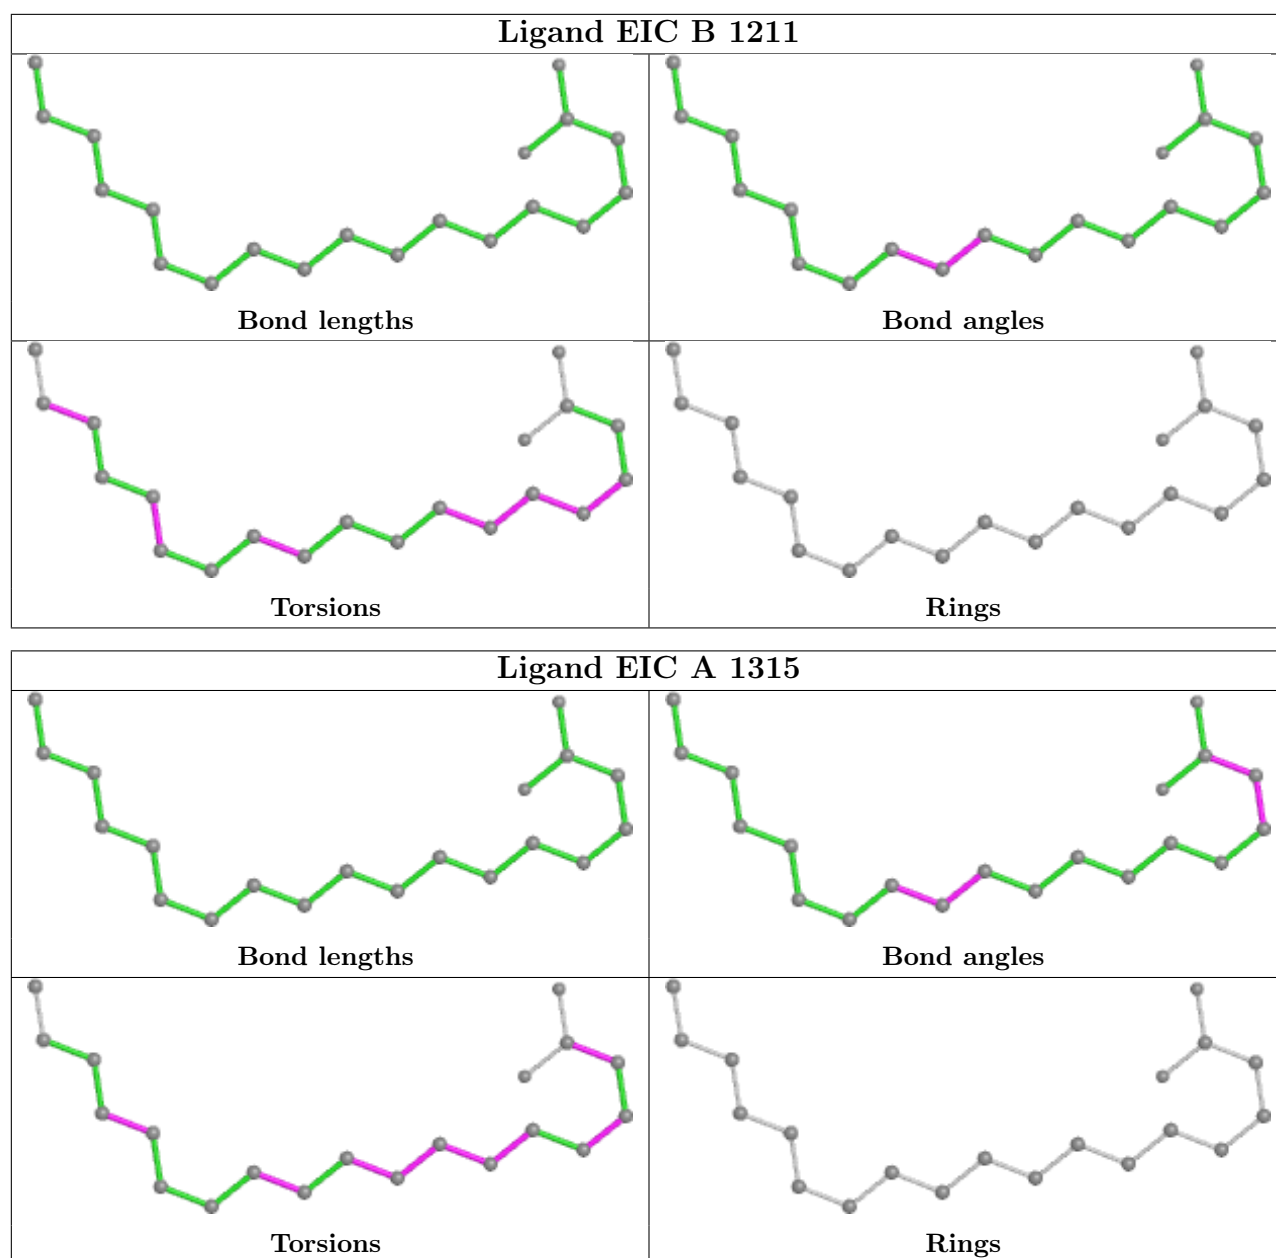 Ligand EIC B 1211
Bond lengths
Bond angles
Torsions
Rings
Ligand EIC A 1315
Bond lengths
Bond angles
Torsions
Rings